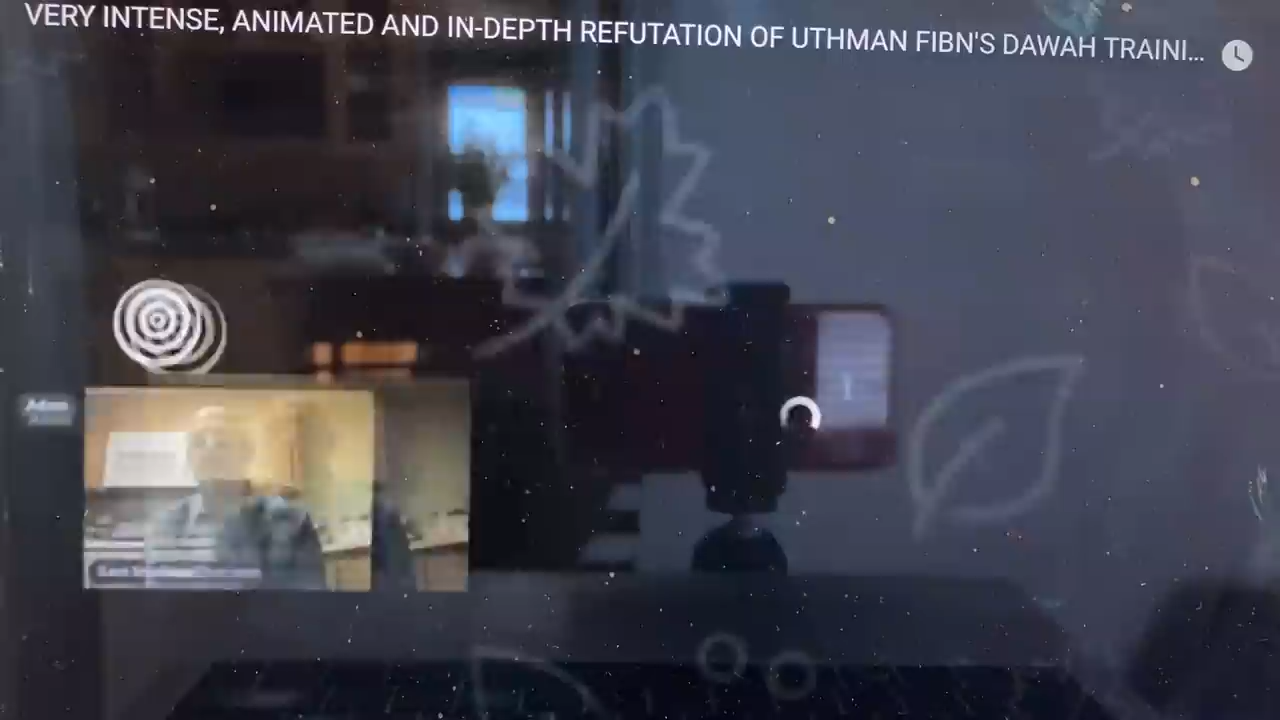 VERY INTENSE, ANIMATED AND IN-DEPTH REFUTATION OF UTHMAN FIBN'S DAWAH TRAINI...